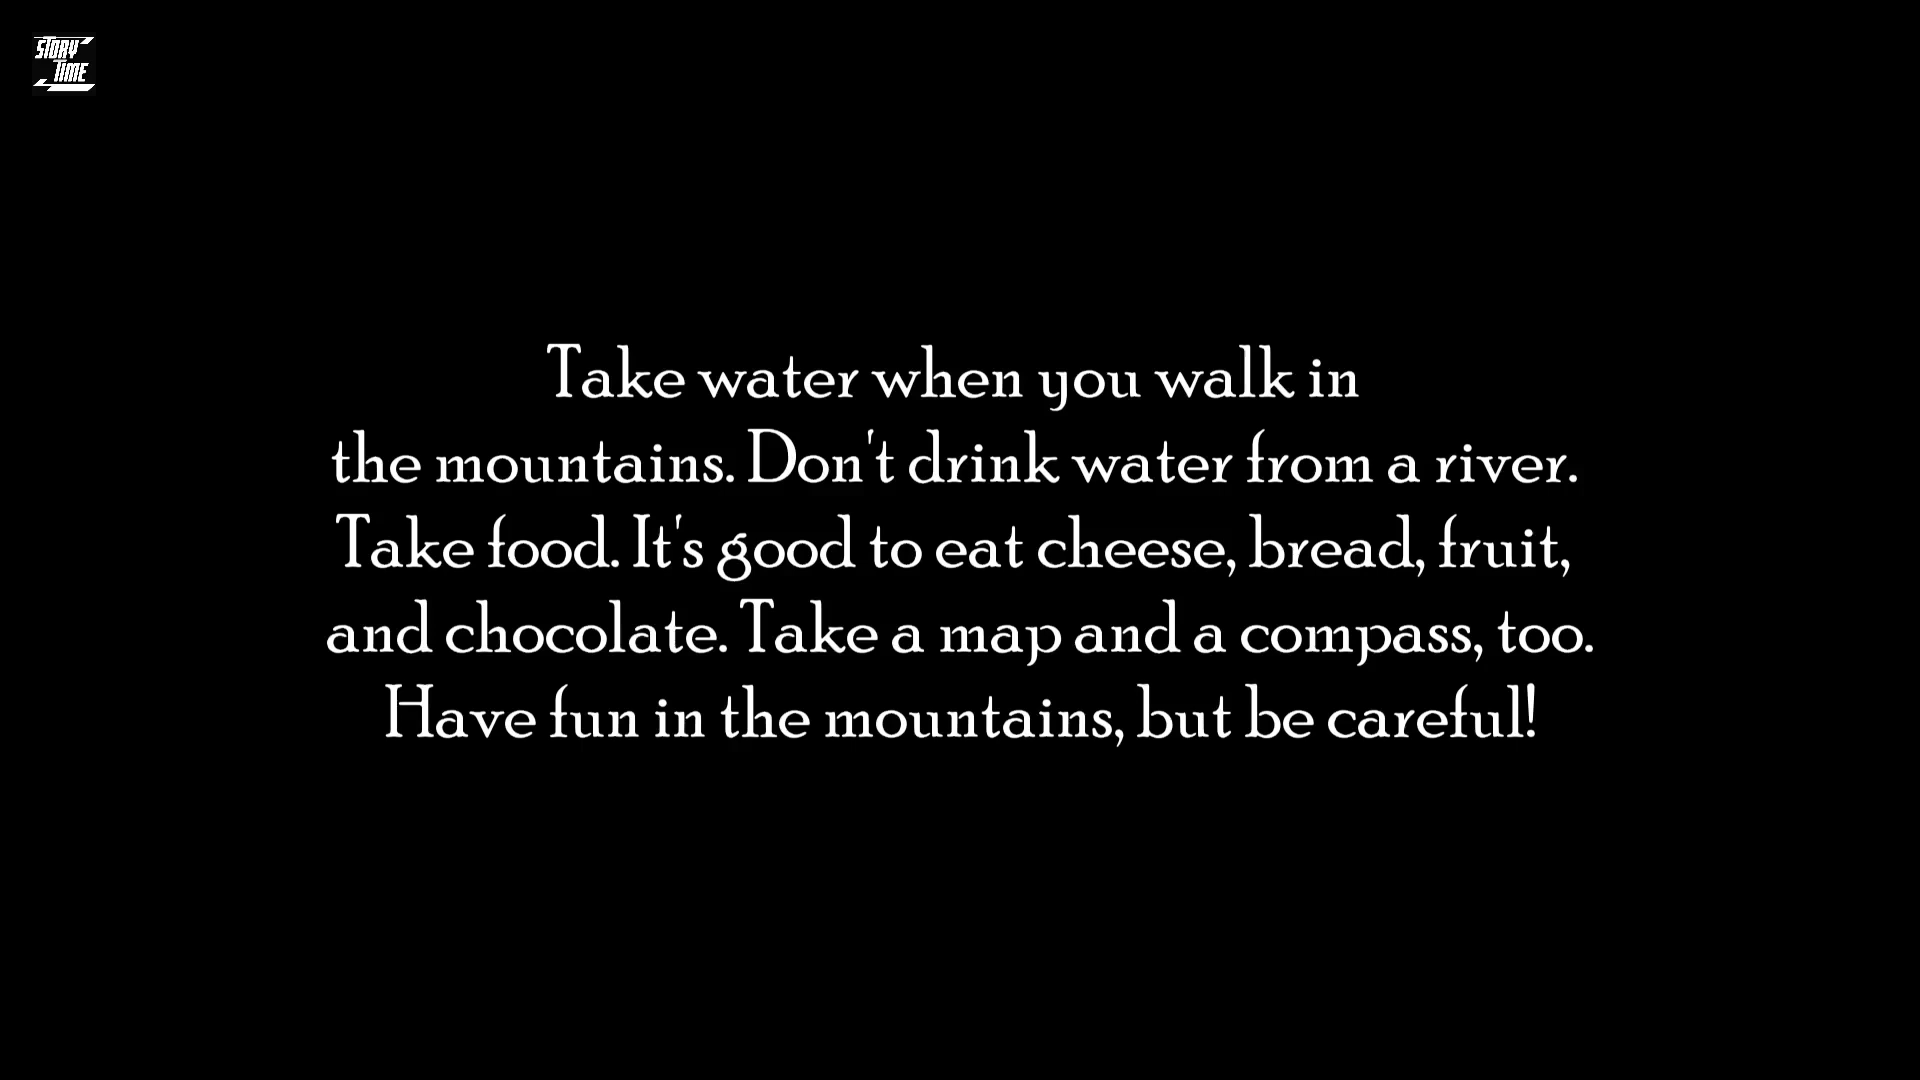 STORY
TIME
Take water when you walk in
the mountains. Don't drink water from a river.
Take food. It's good to eat cheese, bread, fruit,
and chocolate. Take a map and a compass, too.
Have fun in the mountains, but be careful!